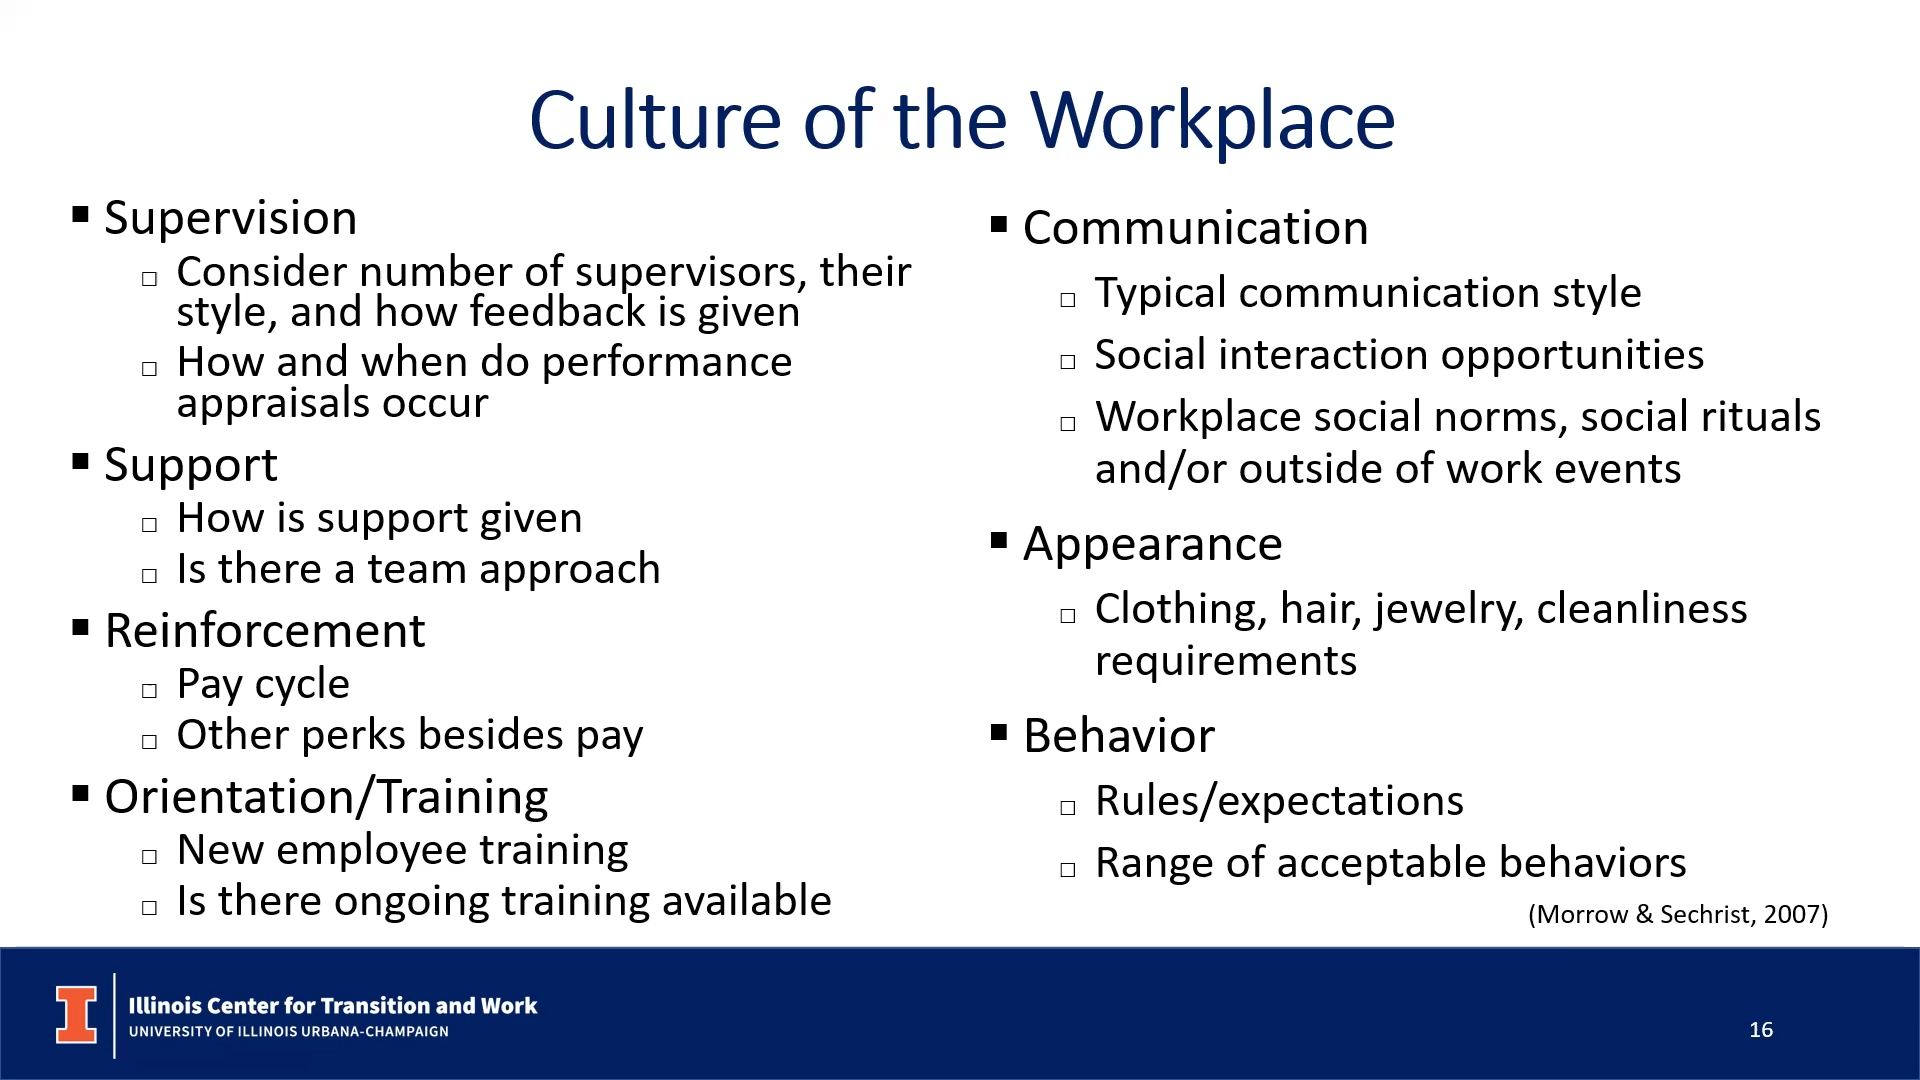 Culture of the Workplace
▪ Supervision
□ Consider number of supervisors, their
style, and how feedback is given
□ How and when do performance
appraisals occur
▪ Support
□ How is support given
□ Is there a team approach
▪ Reinforcement
□ Pay cycle
□ Other perks besides pay
▪ Orientation/Training
□ New employee training
□ Is there ongoing training available
▪ Communication
□ Typical communication style
□ Social interaction opportunities
□ Workplace social norms, social rituals
and/or outside of work events
▪ Appearance
□ Clothing, hair, jewelry, cleanliness
requirements
▪ Behavior
□ Rules/expectations
□ Range of acceptable behaviors
(Morrow & Sechrist, 2007)
I
Illinois Center for Transition and Work
UNIVERSITY OF ILLINOIS URBANA-CHAMPAIGN
16